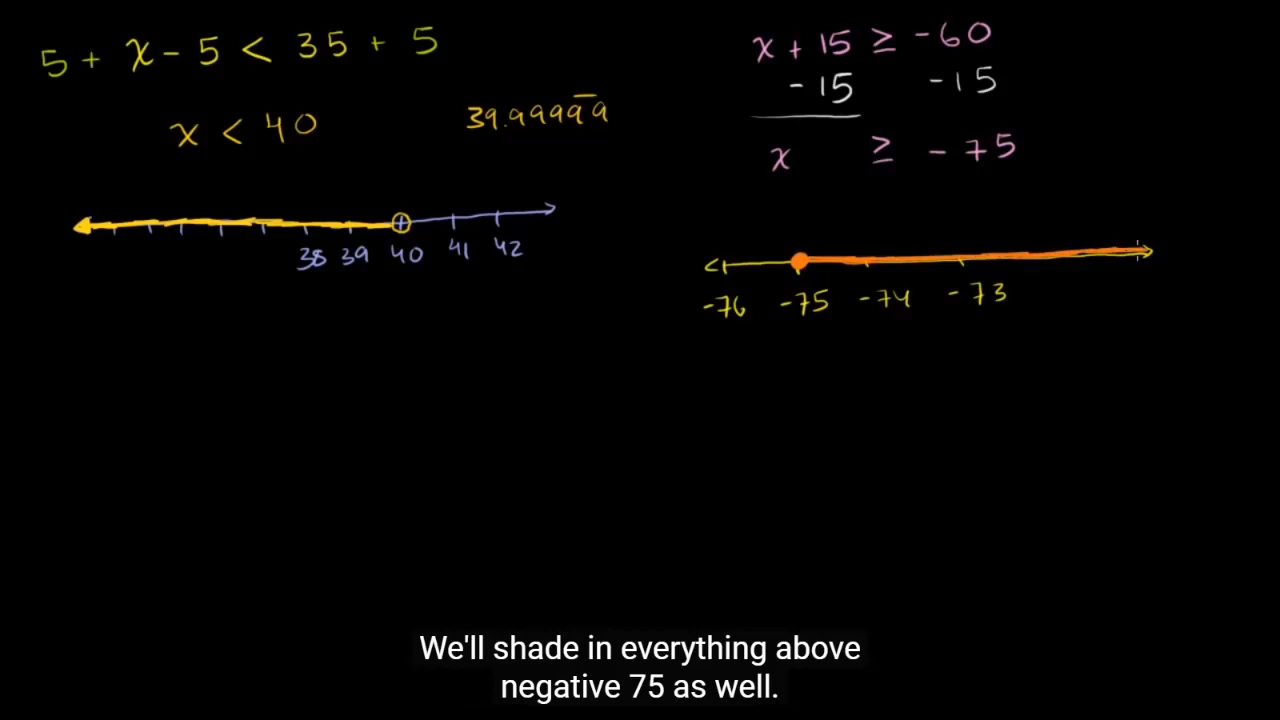 5 + x - 5 < 35 + 5
x < 40
39.9999̅9
38 39 40 41 42
x + 15 ≥ -60
-15 -15
x ≥ -75
-76 -75 -74 -73
We'll shade in everything above
negative 75 as well.